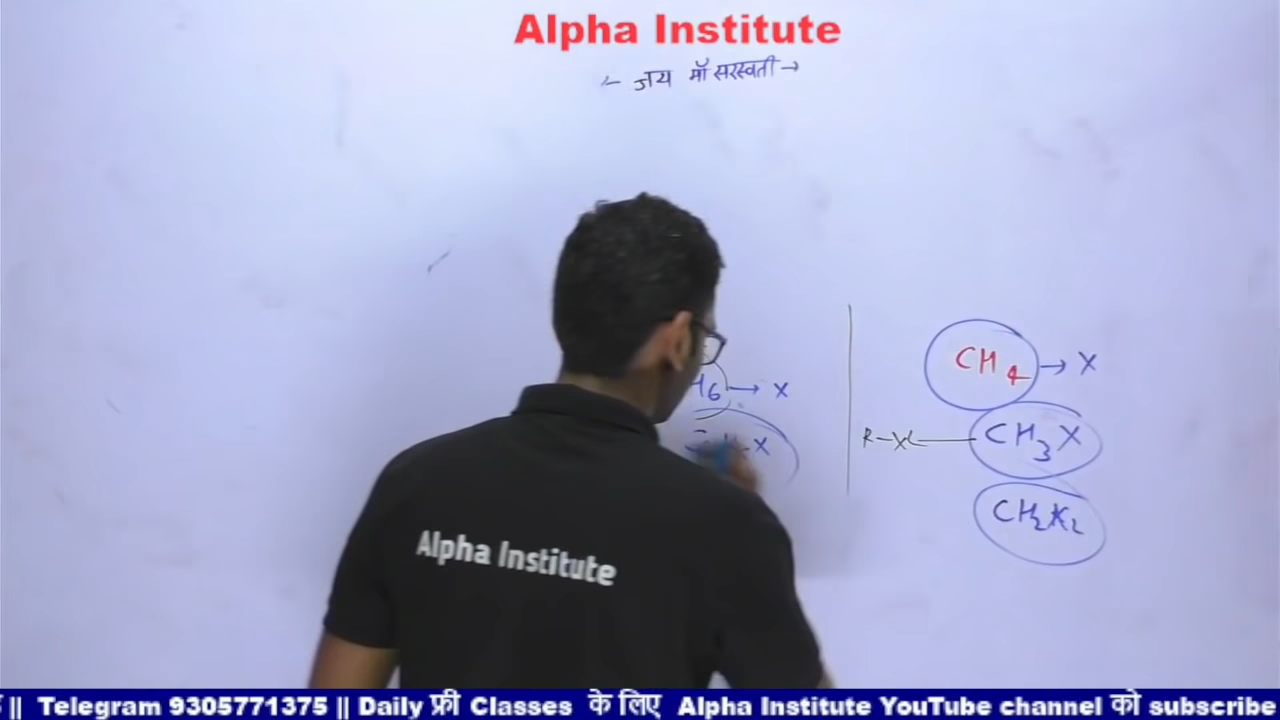 Alpha Institute
जय माँ सरस्वती →
H6 → X
X
CH4 → X
R-X
CH3X
CH2X2
Alpha Institute
|| Telegram 9305771375 || Daily फ्री Classes के लिए Alpha Institute YouTube channel को subscribe